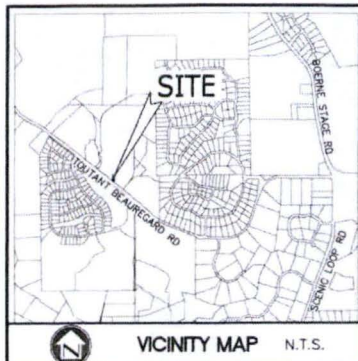 SITE
BOERNE STAGE RD
TOUTANT BEAUREGARD RD
SCENIC LOOP RD
N
VICINITY MAP N.T.S.